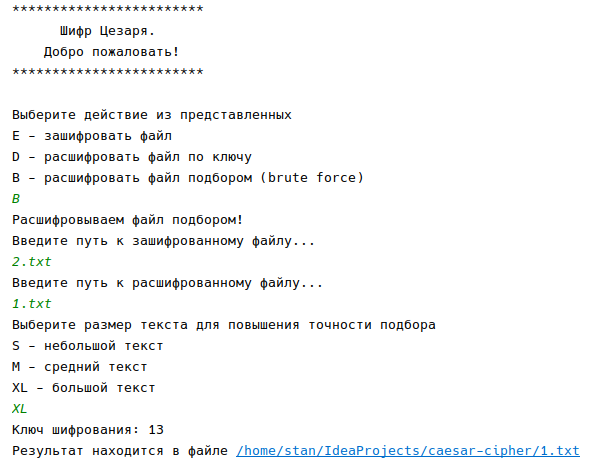 ************************
Шифр Цезаря.
Добро пожаловать!
************************
Выберите действие из представленных
E - зашифровать файл
D - расшифровать файл по ключу
B - расшифровать файл подбором (brute force)
B
Расшифровываем файл подбором!
Введите путь к зашифрованному файлу...
2.txt
Введите путь к расшифрованному файлу...
1.txt
Выберите размер текста для повышения точности подбора
S - небольшой текст
M - средний текст
XL - большой текст
XL
Ключ шифрования: 13
Результат находится в файле /home/stan/IdeaProjects/caesar-cipher/1.txt